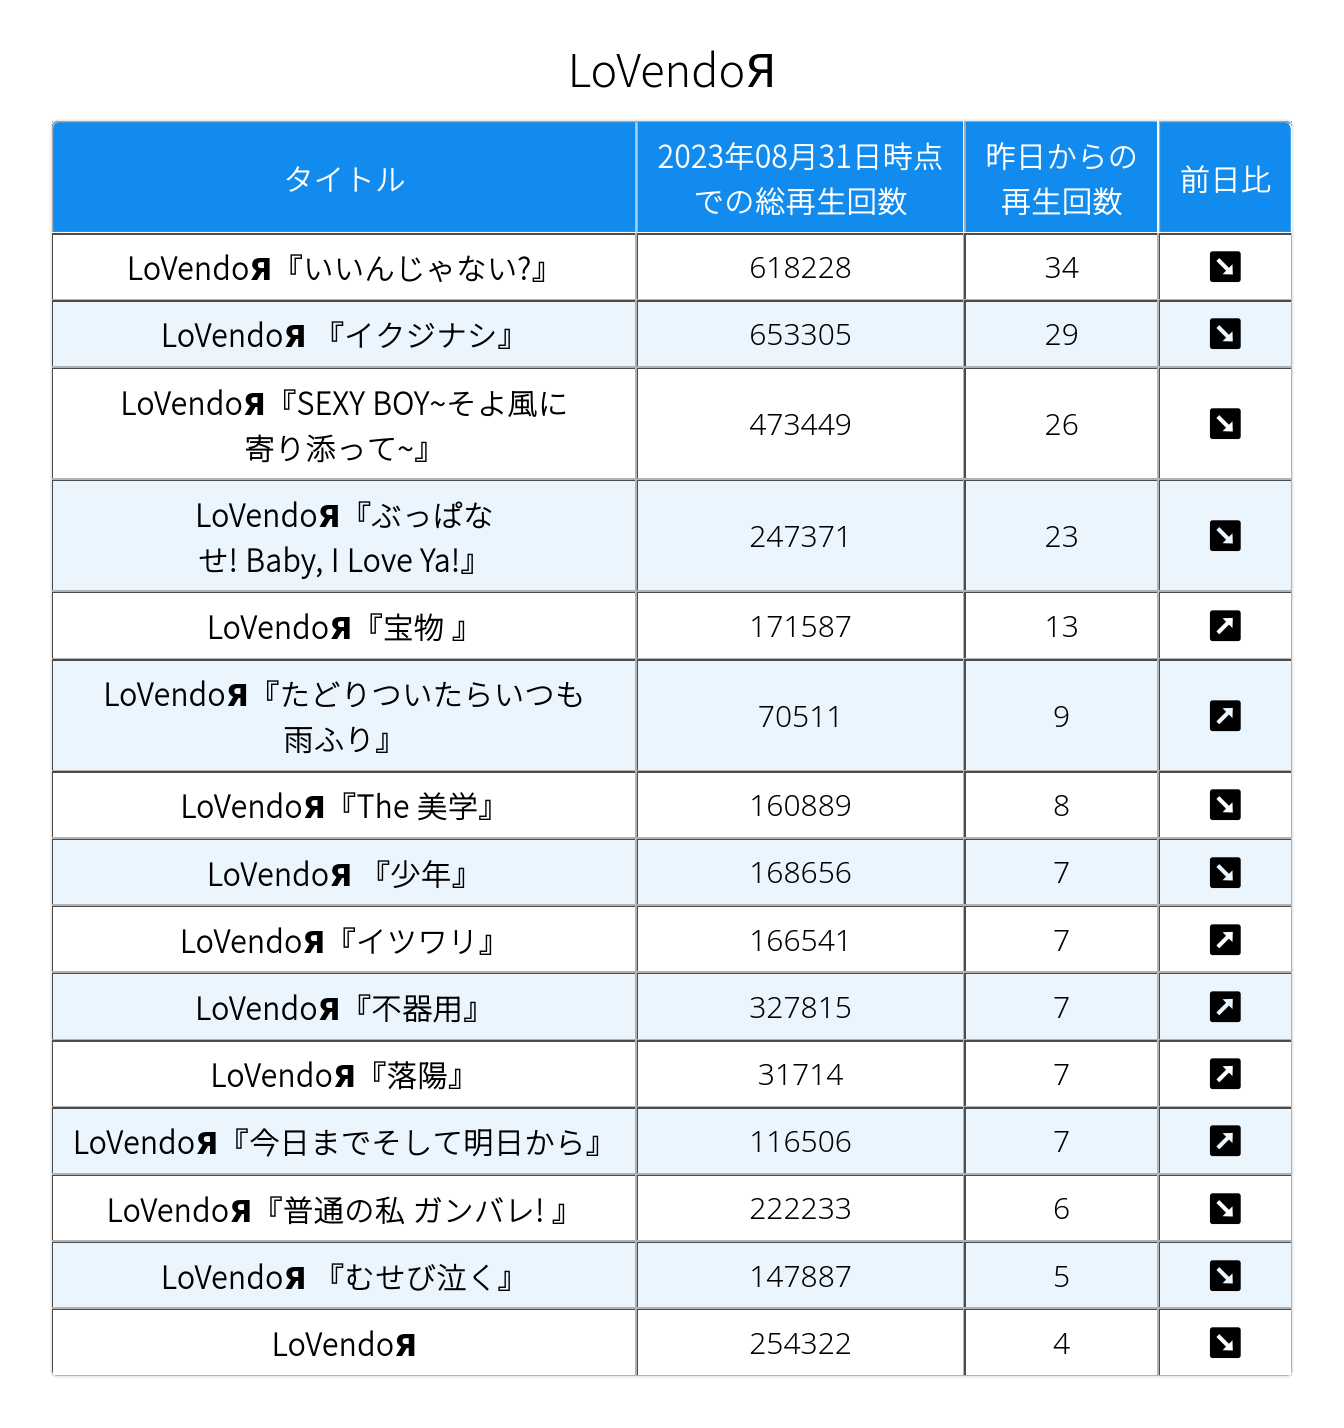 LoVendoЯ
タイトル
2023年08月31日時点
での総再生回数
昨日からの
再生回数
前日比
LoVendoЯ『いいんじゃない?』
618228
34
LoVendoЯ 『イクジナシ』
653305
29
LoVendoЯ『SEXY BOY~そよ風に
寄り添って~』
473449
26
LoVendoЯ『ぶっぱな
せ! Baby, I Love Ya!』
247371
23
LoVendoЯ『宝物 』
171587
13
LoVendoЯ『たどりついたらいつも
雨ふり』
70511
9
LoVendoЯ『The 美学』
160889
8
LoVendoЯ 『少年』
168656
7
LoVendoЯ『イツワリ』
166541
7
LoVendoЯ『不器用』
327815
7
LoVendoЯ『落陽』
31714
7
LoVendoЯ『今日までそして明日から』
116506
7
LoVendoЯ『普通の私 ガンバレ! 』
222233
6
LoVendoЯ 『むせび泣く』
147887
5
LoVendoЯ
254322
4